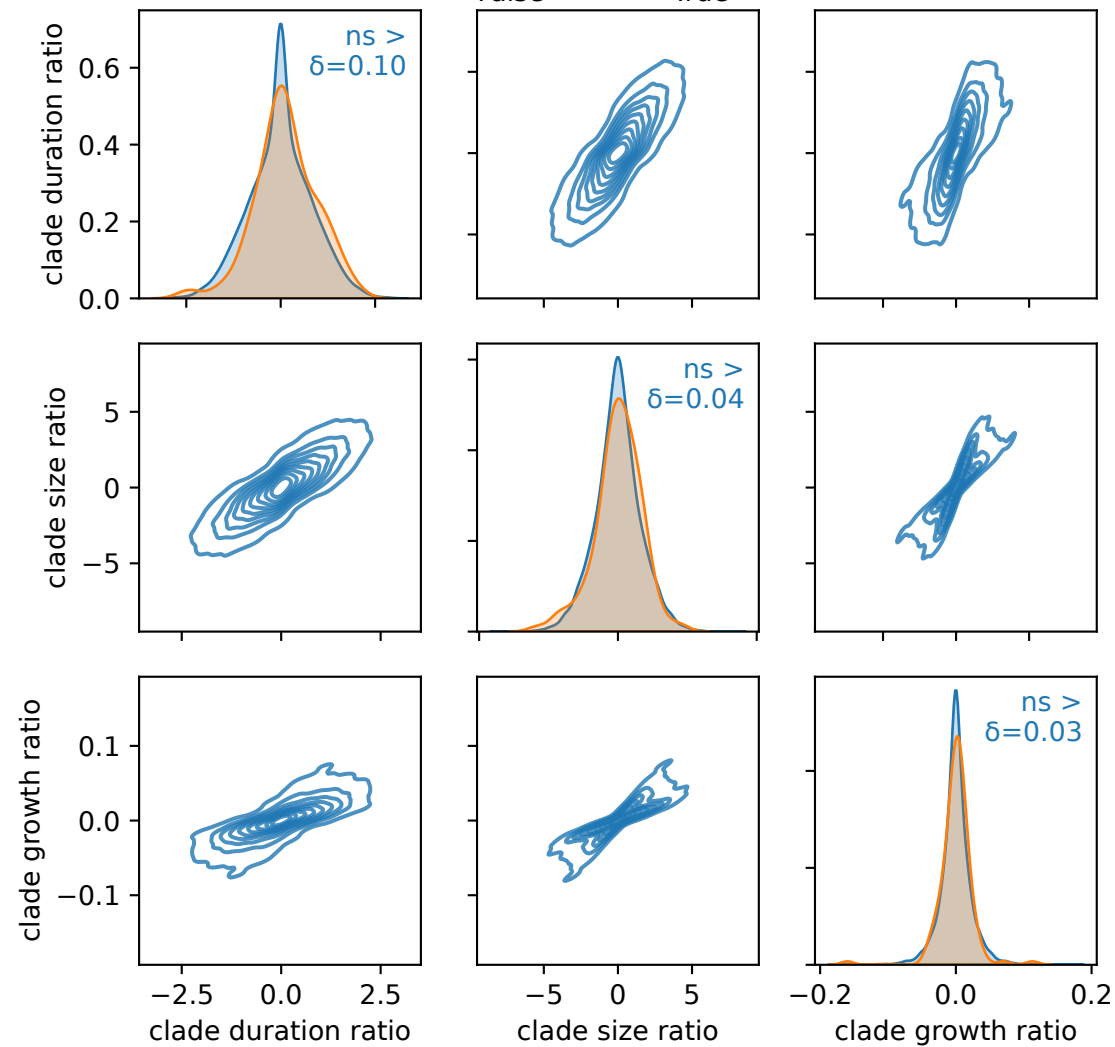 clade duration ratio
0.6
0.4
0.2
0.0
ns >
δ=0.10
clade size ratio
5
0
−5
ns >
δ=0.04
clade growth ratio
0.1
0.0
−0.1
ns >
δ=0.03
−2.5 0.0 2.5
clade duration ratio
−5 0 5
clade size ratio
−0.2 0.0 0.2
clade growth ratio